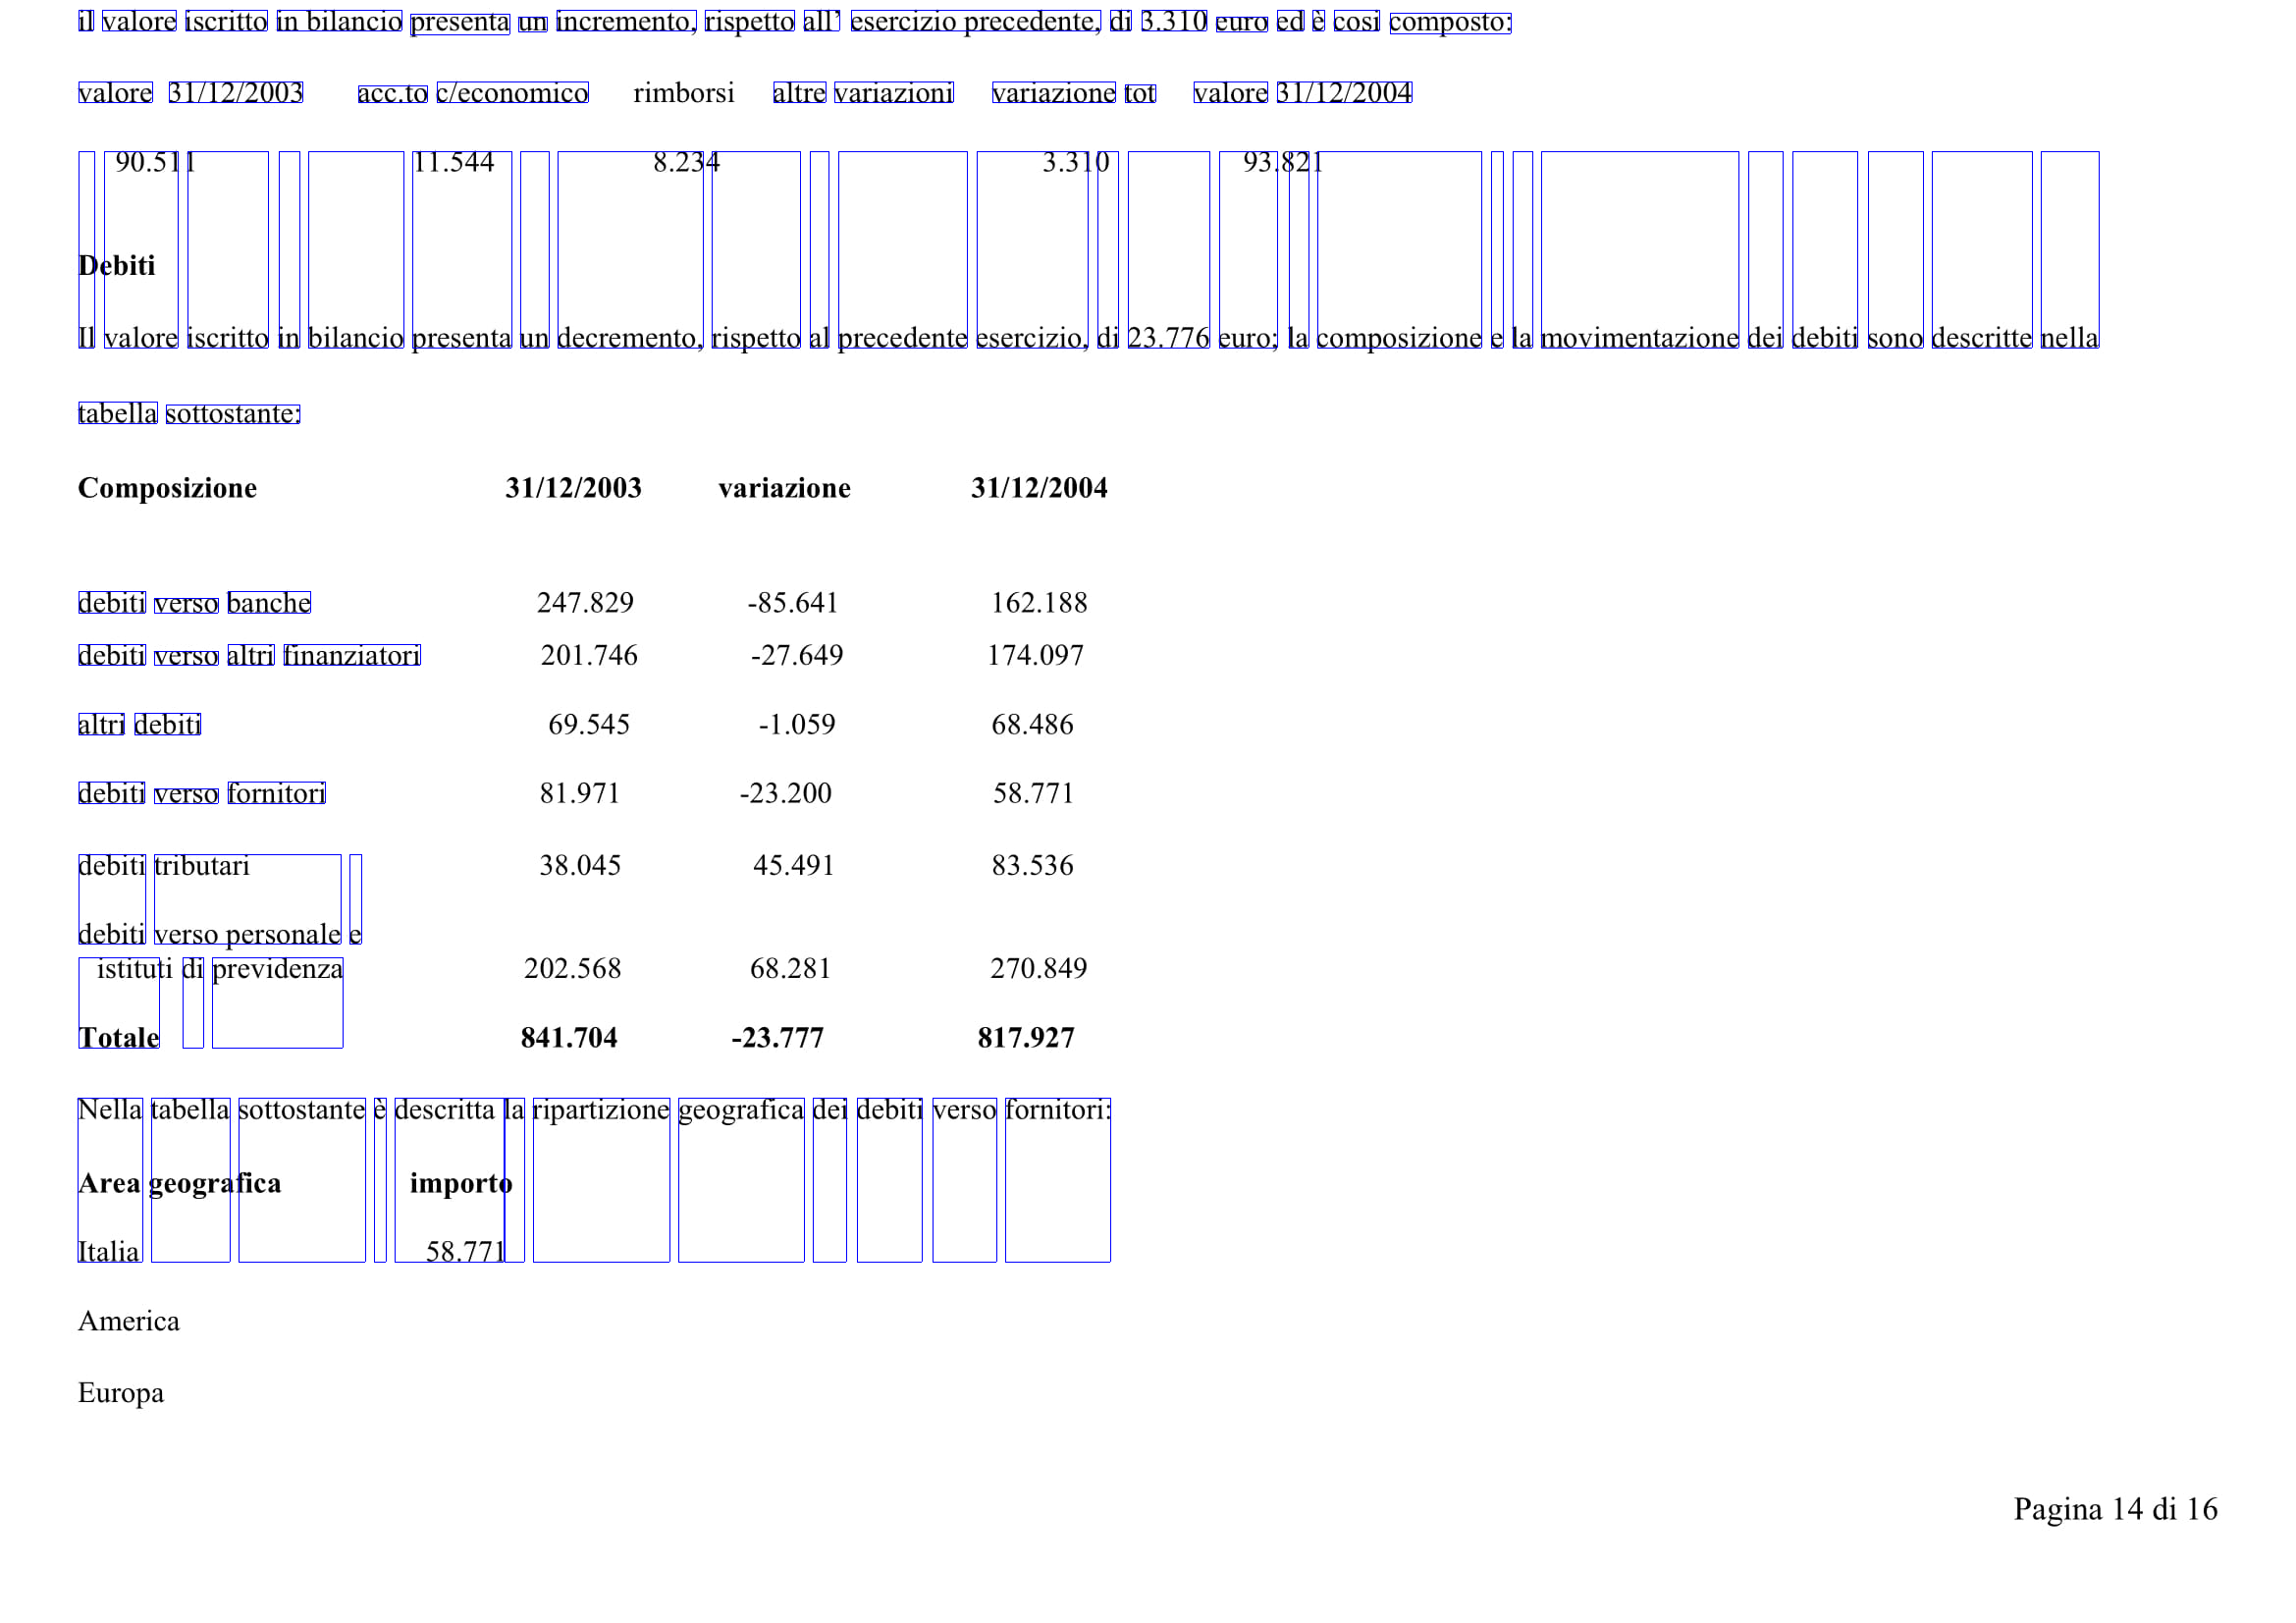 il valore iscritto in bilancio presenta un incremento, rispetto all' esercizio precedente, di 3.310 euro ed è cosi composto:
valore 31/12/2003 acc.to c/economico rimborsi altre variazioni variazione tot valore 31/12/2004
90.511 11.544 8.234 3.310 93.821
Debiti
Il valore iscritto in bilancio presenta un decremento, rispetto al precedente esercizio, di 23.776 euro; la composizione e la movimentazione dei debiti sono descritte nella
tabella sottostante:
Composizione 31/12/2003 variazione 31/12/2004
debiti verso banche 247.829 -85.641 162.188
debiti verso altri finanziatori 201.746 -27.649 174.097
altri debiti 69.545 -1.059 68.486
debiti verso fornitori 81.971 -23.200 58.771
debiti tributari 38.045 45.491 83.536
debiti verso personale e
istituti di previdenza 202.568 68.281 270.849
Totale 841.704 -23.777 817.927
Nella tabella sottostante è descritta la ripartizione geografica dei debiti verso fornitori:
Area geografica importo
Italia 58.771
America
Europa
Pagina 14 di 16